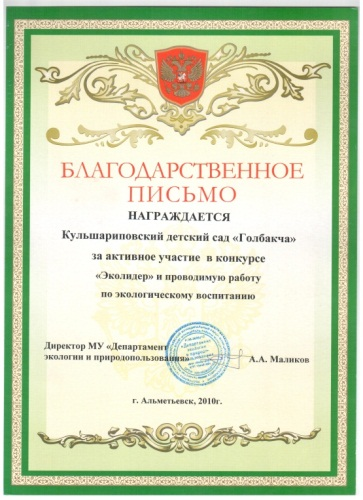 БЛАГОДАРСТВЕННОЕ
ПИСЬМО
НАГРАЖДАЕТСЯ
Кульшариповский детский сад «Голбакча»
за активное участие в конкурсе
«Эколидер» и проводимую работу
по экологическому воспитанию
Директор МУ «Департамент
экологии и природопользования»
А.А. Маликов
г. Альметьевск, 2010г.